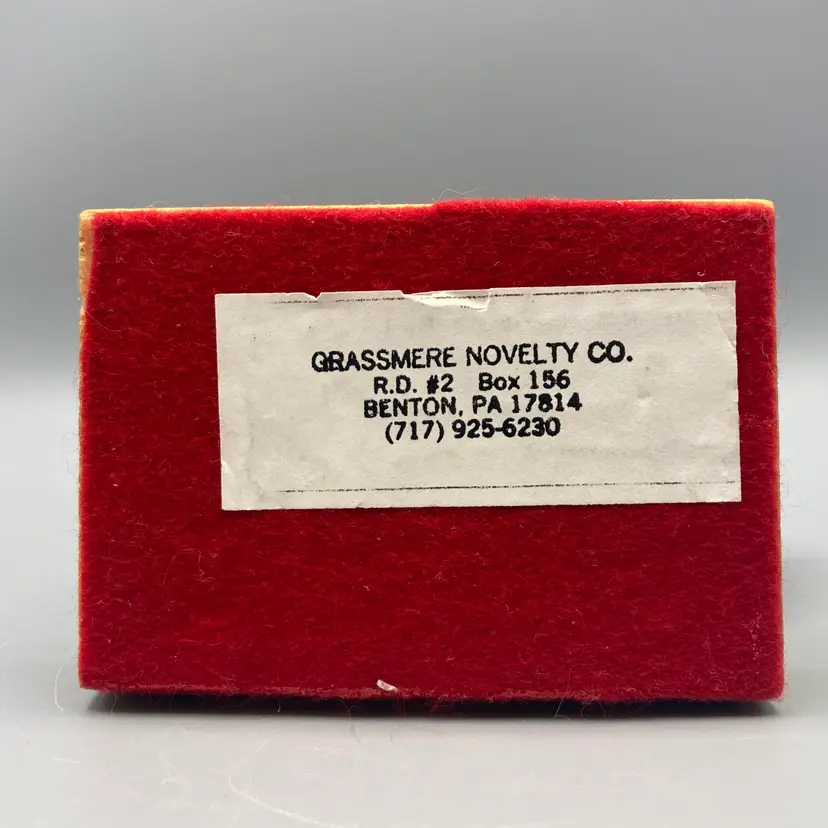 GRASSMERE NOVELTY CO.
R.D. #2 Box 156
BENTON, PA 17814
(717) 925-6230